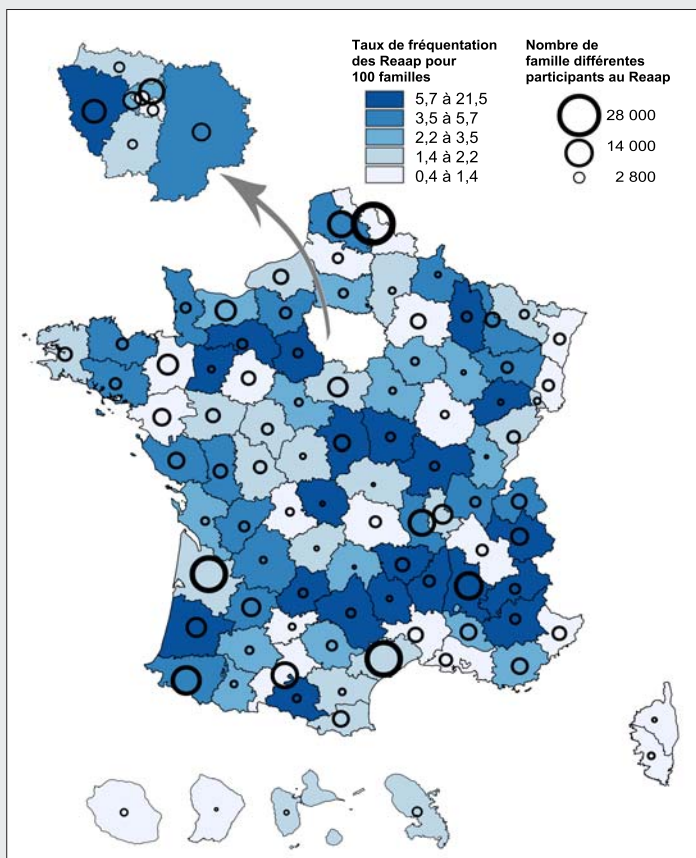 Taux de fréquentation
des Reaap pour
100 familles
5,7 à 21,5
3,5 à 5,7
2,2 à 3,5
1,4 à 2,2
0,4 à 1,4
Nombre de
famille différentes
participants au Reaap
28 000
14 000
2 800